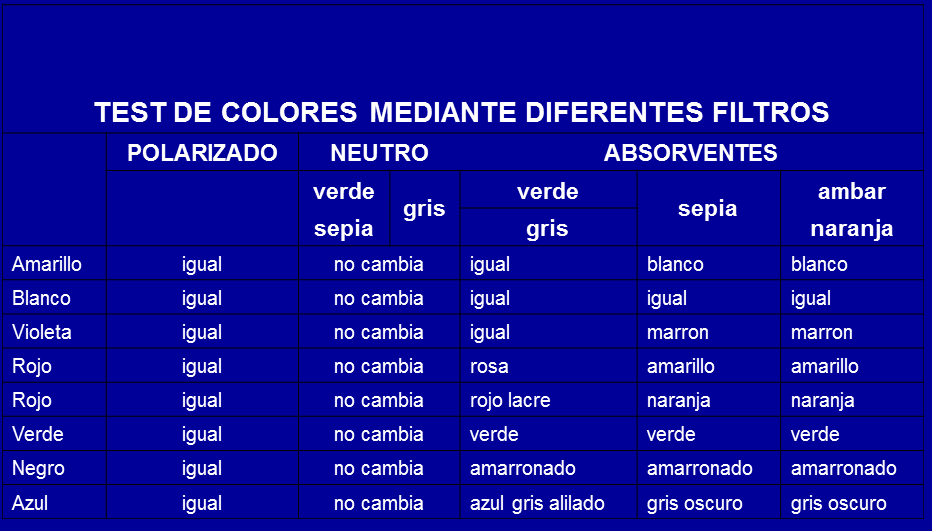 TEST DE COLORES MEDIANTE DIFERENTES FILTROS
POLARIZADO NEUTRO ABSORVENTES
verde sepia gris verde gris sepia ambar naranja
Amarillo igual no cambia igual blanco blanco
Blanco igual no cambia igual igual igual
Violeta igual no cambia igual marron marron
Rojo igual no cambia rosa amarillo amarillo
Rojo igual no cambia rojo lacre naranja naranja
Verde igual no cambia verde verde verde
Negro igual no cambia amarronado amarronado amarronado
Azul igual no cambia azul gris alilado gris oscuro gris oscuro